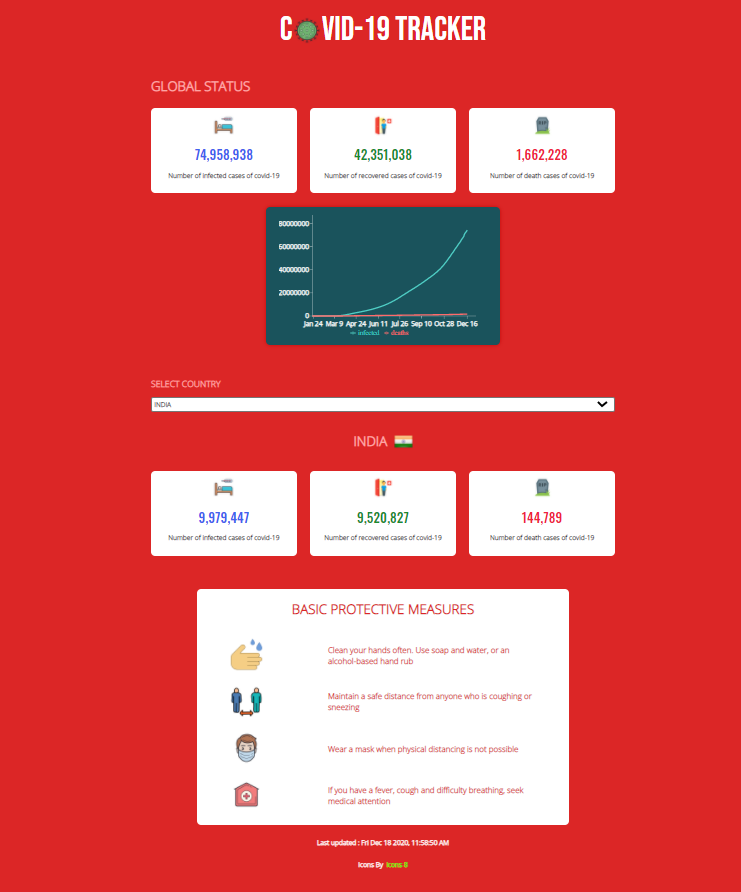 COVID-19 TRACKER
GLOBAL STATUS
74,958,938
Number of infected cases of covid-19
42,351,038
Number of recovered cases of covid-19
1,662,228
Number of death cases of covid-19
80000000
60000000
40000000
20000000
0
Jan 24 Mar 9 Apr 24 Jun 11 Jul 26 Sep 10 Oct 28 Dec 16
infected deaths
SELECT COUNTRY
INDIA
INDIA
9,979,447
Number of infected cases of covid-19
9,520,827
Number of recovered cases of covid-19
144,789
Number of death cases of covid-19
BASIC PROTECTIVE MEASURES
Clean your hands often. Use soap and water, or an
alcohol-based hand rub
Maintain a safe distance from anyone who is coughing or
sneezing
Wear a mask when physical distancing is not possible
If you have a fever, cough and difficulty breathing, seek
medical attention
Last updated : Fri Dec 18 2020, 11:58:50 AM
Icons By Icons 8